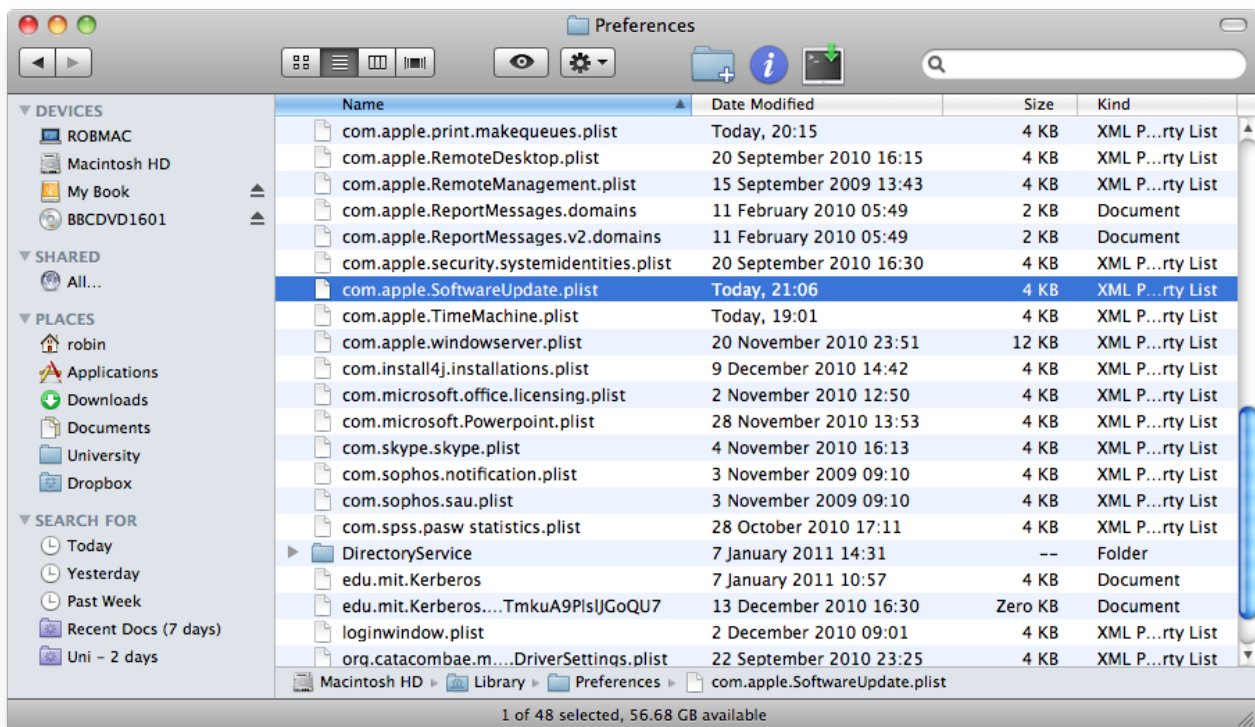 Preferences
Name Date Modified Size Kind
DEVICES
ROBMAC
Macintosh HD
My Book
BBCDVD1601
SHARED
All...
PLACES
robin
Applications
Downloads
Documents
University
Dropbox
SEARCH FOR
Today
Yesterday
Past Week
Recent Docs (7 days)
Uni – 2 days
com.apple.print.makequeues.plist Today, 20:15 4 KB XML P...rty List
com.apple.RemoteDesktop.plist 20 September 2010 16:15 4 KB XML P...rty List
com.apple.RemoteManagement.plist 15 September 2009 13:43 4 KB XML P...rty List
com.apple.ReportMessages.domains 11 February 2010 05:49 2 KB Document
com.apple.ReportMessages.v2.domains 11 February 2010 05:49 2 KB Document
com.apple.security.systemidentities.plist 20 September 2010 16:30 4 KB XML P...rty List
com.apple.SoftwareUpdate.plist Today, 21:06 4 KB XML P...rty List
com.apple.TimeMachine.plist Today, 19:01 4 KB XML P...rty List
com.apple.windowserver.plist 20 November 2010 23:51 12 KB XML P...rty List
com.install4j.installations.plist 9 December 2010 14:42 4 KB XML P...rty List
com.microsoft.office.licensing.plist 2 November 2010 12:50 4 KB XML P...rty List
com.microsoft.Powerpoint.plist 28 November 2010 13:53 4 KB XML P...rty List
com.skype.skype.plist 4 November 2010 16:13 4 KB XML P...rty List
com.sophos.notification.plist 3 November 2009 09:10 4 KB XML P...rty List
com.sophos.sau.plist 3 November 2009 09:10 4 KB XML P...rty List
com.spss.pasw statistics.plist 28 October 2010 17:11 4 KB XML P...rty List
DirectoryService 7 January 2011 14:31 -- Folder
edu.mit.Kerberos 7 January 2011 10:57 4 KB Document
edu.mit.Kerberos....TmkuA9PlslJGoQU7 13 December 2010 16:30 Zero KB Document
loginwindow.plist 2 December 2010 09:01 4 KB XML P...rty List
org.catacombae.m....DriverSettings.plist 22 September 2010 23:25 4 KB XML P...rty List
Macintosh HD Library Preferences com.apple.SoftwareUpdate.plist
1 of 48 selected, 56.68 GB available